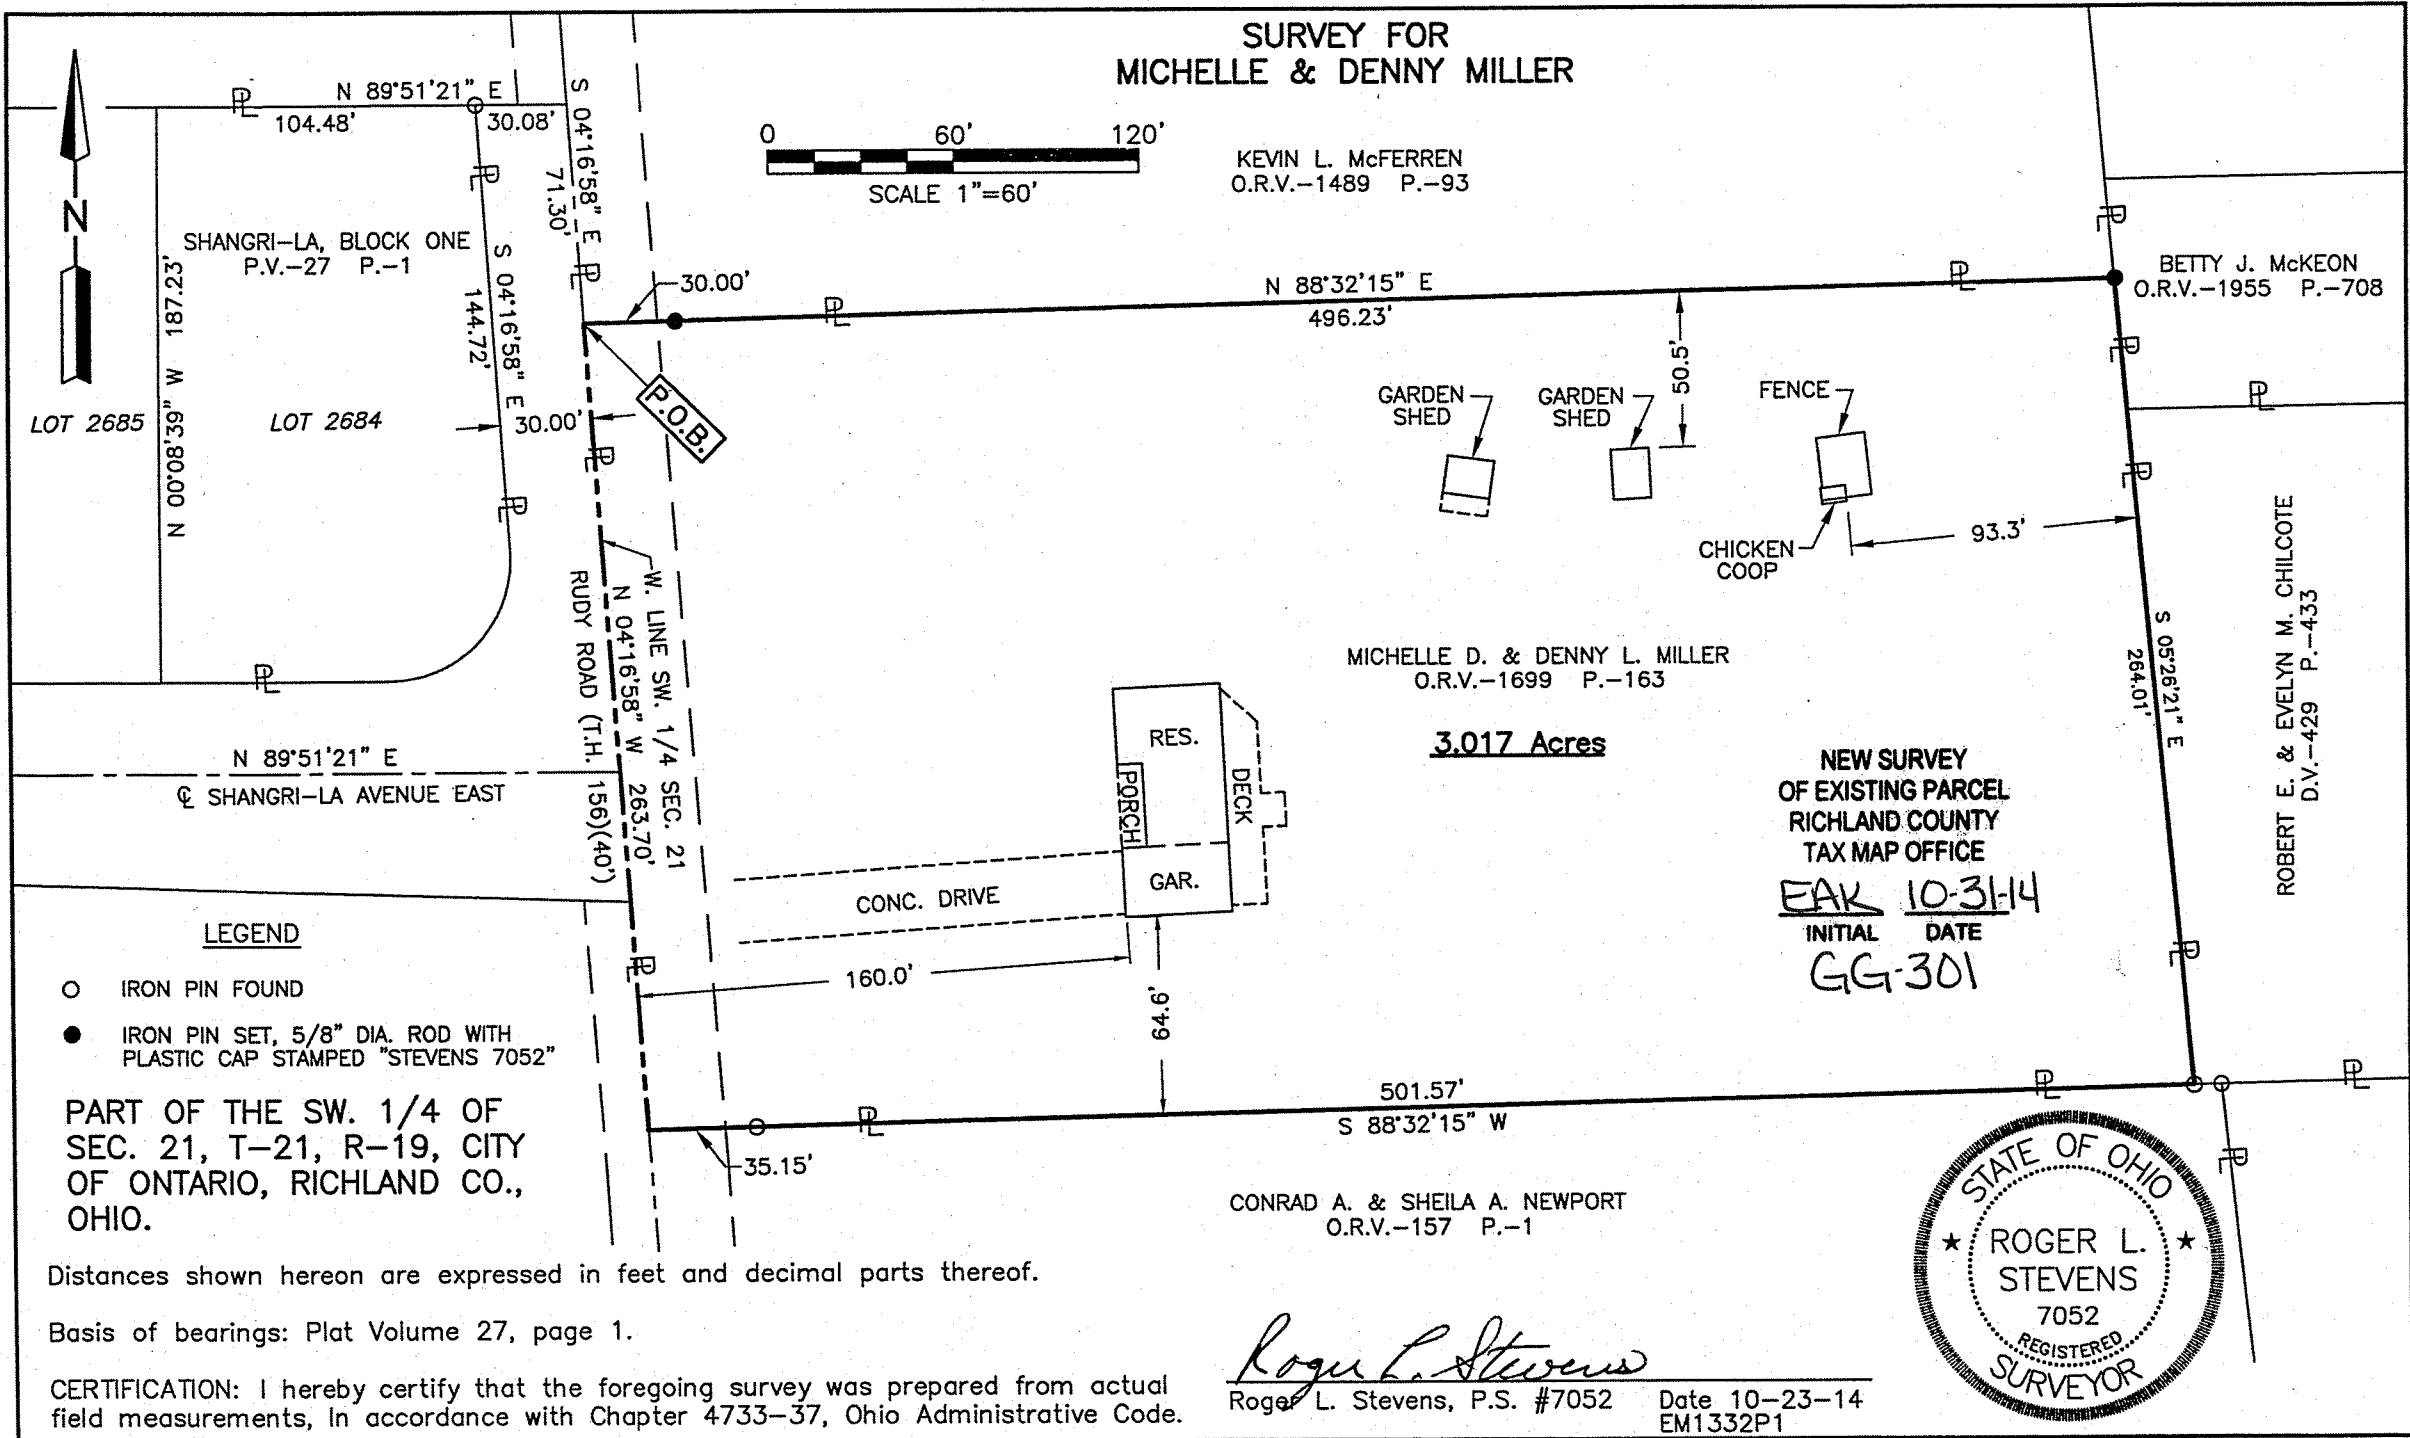 SURVEY FOR
MICHELLE & DENNY MILLER
N
N 89°51'21" E
104.48'
30.08'
S 04°16'58" E
71.30'
0 60' 120'
SCALE 1"=60'
KEVIN L. McFERREN
O.R.V.-1489 P.-93
SHANGRI-LA, BLOCK ONE
P.V.-27 P.-1
N 00°08'39" W 187.23'
S 04°16'58" E
144.72'
LOT 2685
LOT 2684
30.00'
30.00'
P.O.B.
N 88°32'15" E
496.23'
BETTY J. McKEON
O.R.V.-1955 P.-708
50.5'
GARDEN
SHED
GARDEN
SHED
FENCE
CHICKEN
COOP
93.3'
ROBERT E. & EVELYN M. CHILCOTE
D.V.-429 P.-433
S 05°26'21" E
264.01'
W. LINE SW. 1/4 SEC. 21
N 04°16'58" W 263.70'
RUDY ROAD (T.H. 156)(40')
MICHELLE D. & DENNY L. MILLER
O.R.V.-1699 P.-163
3.017 Acres
RES.
PORCH
DECK
GAR.
CONC. DRIVE
N 89°51'21" E
℄ SHANGRI-LA AVENUE EAST
NEW SURVEY
OF EXISTING PARCEL
RICHLAND COUNTY
TAX MAP OFFICE
EAK 10-31-14
INITIAL DATE
GG-301
LEGEND
IRON PIN FOUND
IRON PIN SET, 5/8" DIA. ROD WITH
PLASTIC CAP STAMPED "STEVENS 7052"
160.0'
64.6'
501.57'
S 88°32'15" W
35.15'
PART OF THE SW. 1/4 OF
SEC. 21, T-21, R-19, CITY
OF ONTARIO, RICHLAND CO.,
OHIO.
CONRAD A. & SHEILA A. NEWPORT
O.R.V.-157 P.-1
Distances shown hereon are expressed in feet and decimal parts thereof.
Basis of bearings: Plat Volume 27, page 1.
CERTIFICATION: I hereby certify that the foregoing survey was prepared from actual
field measurements, In accordance with Chapter 4733-37, Ohio Administrative Code.
Roger L. Stevens
Roger L. Stevens, P.S. #7052 Date 10-23-14
EM1332P1
STATE OF OHIO
ROGER L.
STEVENS
7052
REGISTERED
SURVEYOR